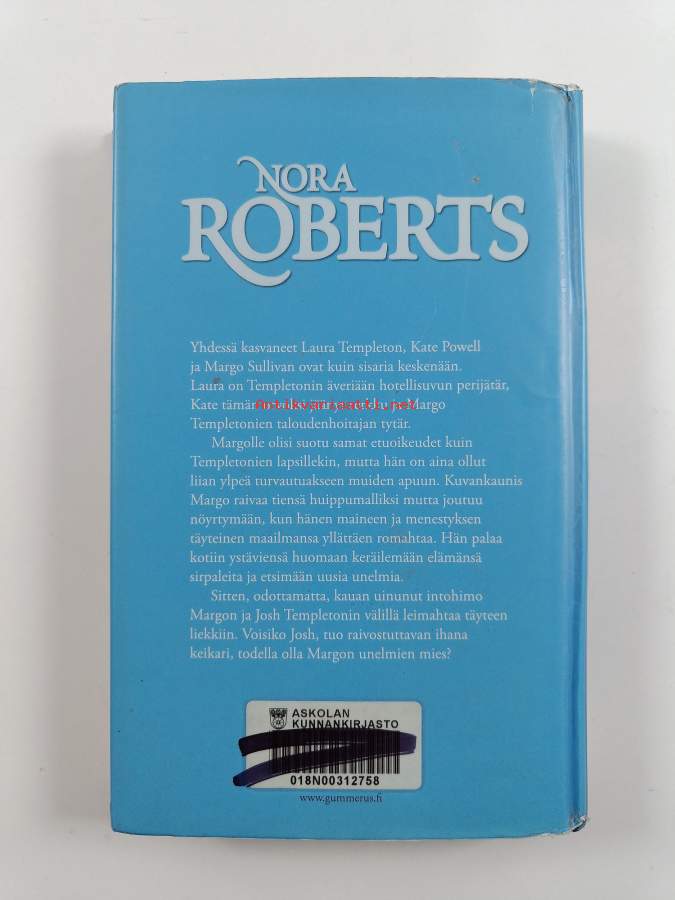 NORA
ROBERTS
Yhdessä kasvaneet Laura Templeton, Kate Powell
ja Margo Sullivan ovat kuin sisaria keskenään.
Laura on Templetonin äveriään hotellisuvun perijätär,
Kate tämän
antikvariaatti.net
Margo
Templetonien taloudenhoitajan tytär.
Margolle olisi suotu samat etuoikeudet kuin
Templetonien lapsillekin, mutta hän on aina ollut
liian ylpeä turvautuakseen muiden apuun. Kuvankaunis
Margo raivaa tiensä huippumalliksi mutta joutuu
nöyrtymään, kun hänen maineen ja menestyksen
täyteinen maailmansa yllättäen romahtaa. Hän palaa
kotiin ystäviensä huomaan keräilemään elämänsä
sirpaleita ja etsimään uusia unelmia.
Sitten, odottamatta, kauan uinunut intohimo
Margon ja Josh Templetonin välillä leimahtaa täyteen
liekkiin. Voisiko Josh, tuo raivostuttavan ihana
keikari, todella olla Margon unelmien mies?
ASKOLAN
KUNNANKIRJASTO
018N00312758
www.gummerus.fi